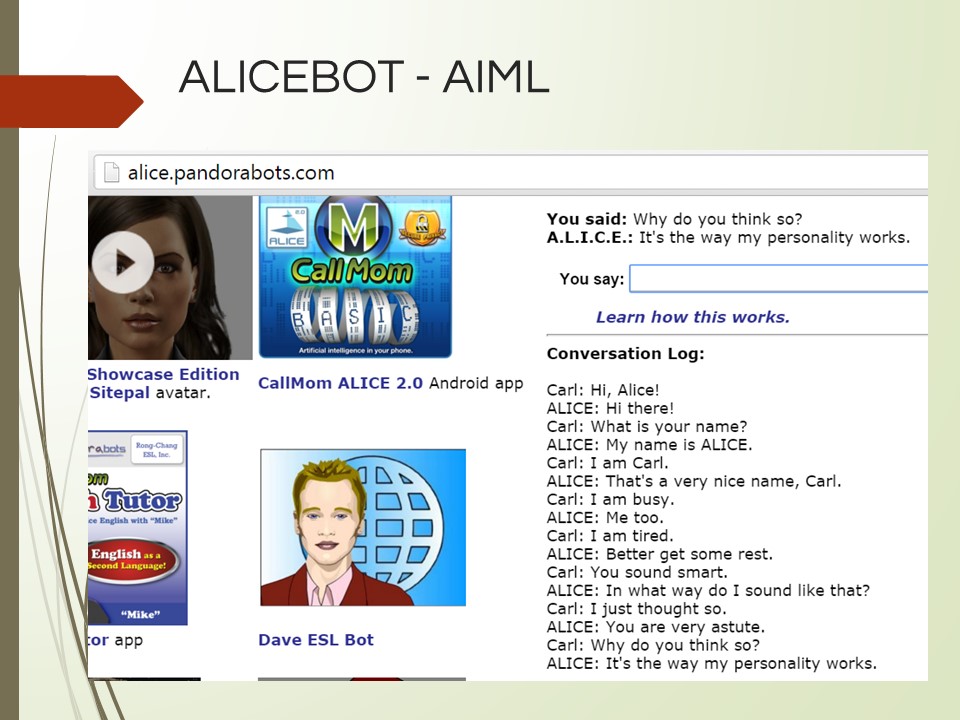 ALICEBOT - AIML
alice.pandorabots.com
2.0
ALICE
M
CallMom
BASIC
Artificial intelligence in your phone.
Showcase Edition
Sitepal avatar.
CallMom ALICE 2.0 Android app
rabots
Rong-Chang
ESL, Inc.
om
h Tutor
ce English with "Mike"
English as a
Second Language!
"Mike"
tor app
Dave ESL Bot
You said: Why do you think so?
A.L.I.C.E.: It's the way my personality works.
You say:
Learn how this works.
Conversation Log:
Carl: Hi, Alice!
ALICE: Hi there!
Carl: What is your name?
ALICE: My name is ALICE.
Carl: I am Carl.
ALICE: That's a very nice name, Carl.
Carl: I am busy.
ALICE: Me too.
Carl: I am tired.
ALICE: Better get some rest.
Carl: You sound smart.
ALICE: In what way do I sound like that?
Carl: I just thought so.
ALICE: You are very astute.
Carl: Why do you think so?
ALICE: It's the way my personality works.